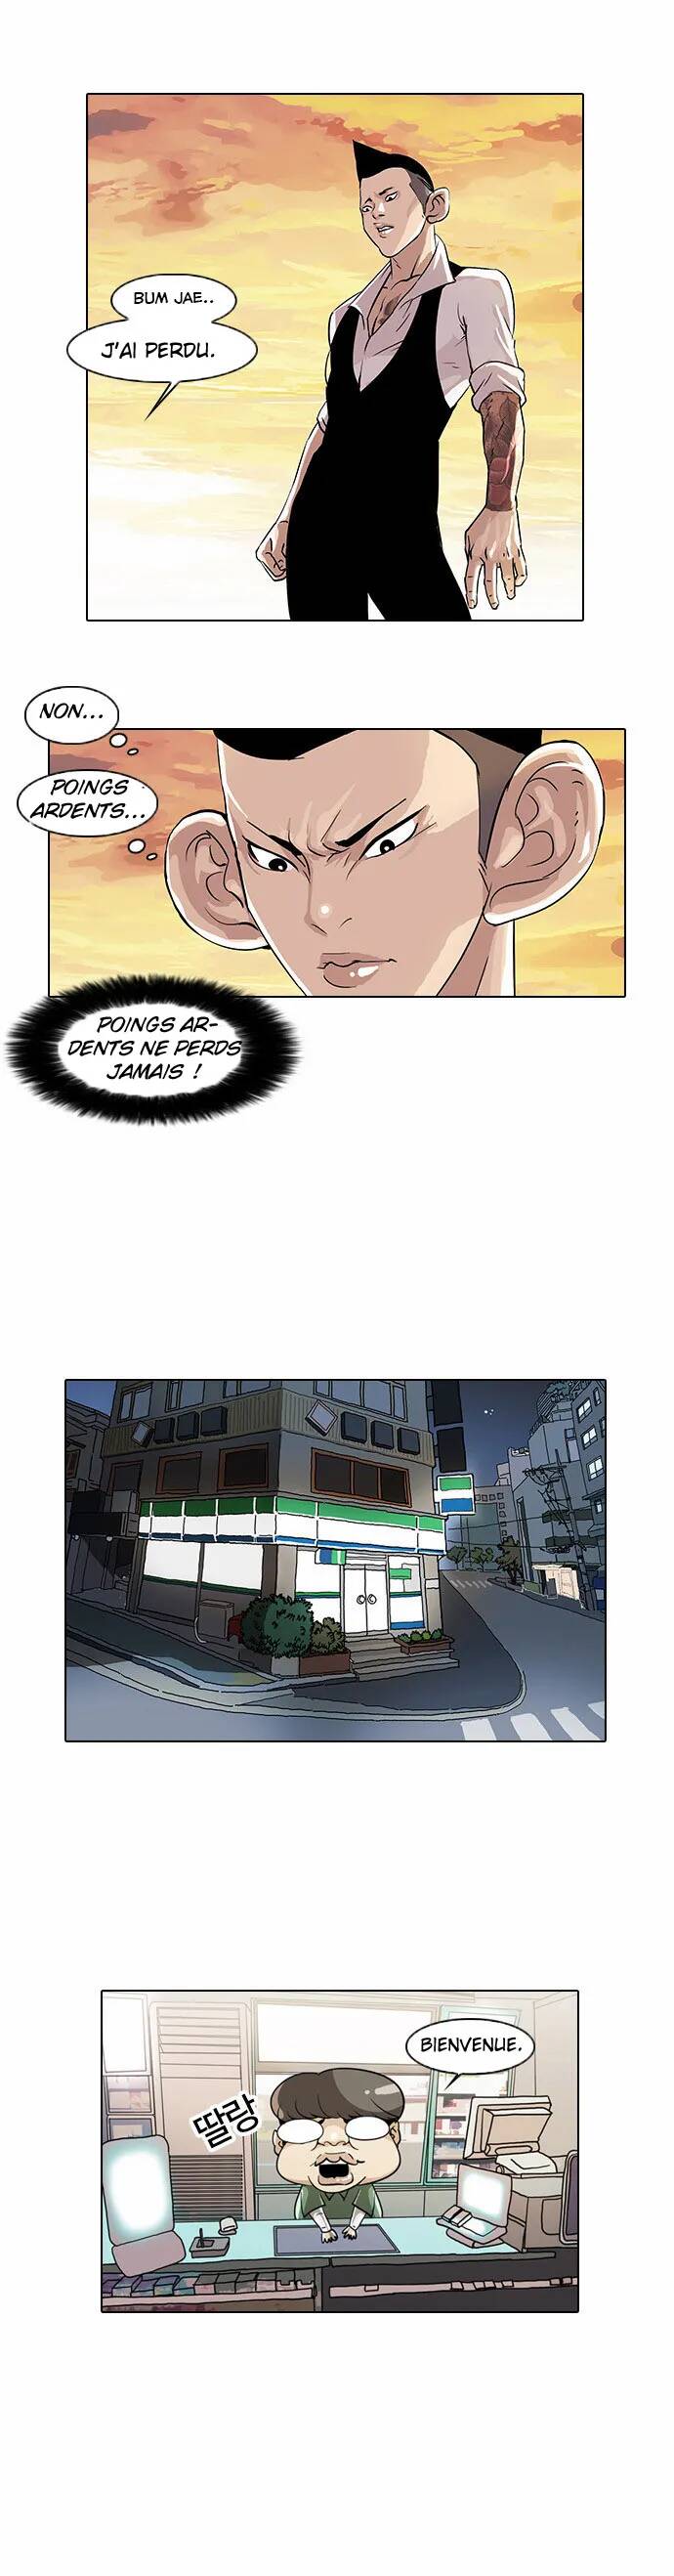 BUM JAE..
J'AI PERDU.
NON...
POINGS
ARDENTS...
POINGS AR-
DENTS NE PERDS
JAMAIS !
BIENVENUE.
딸랑